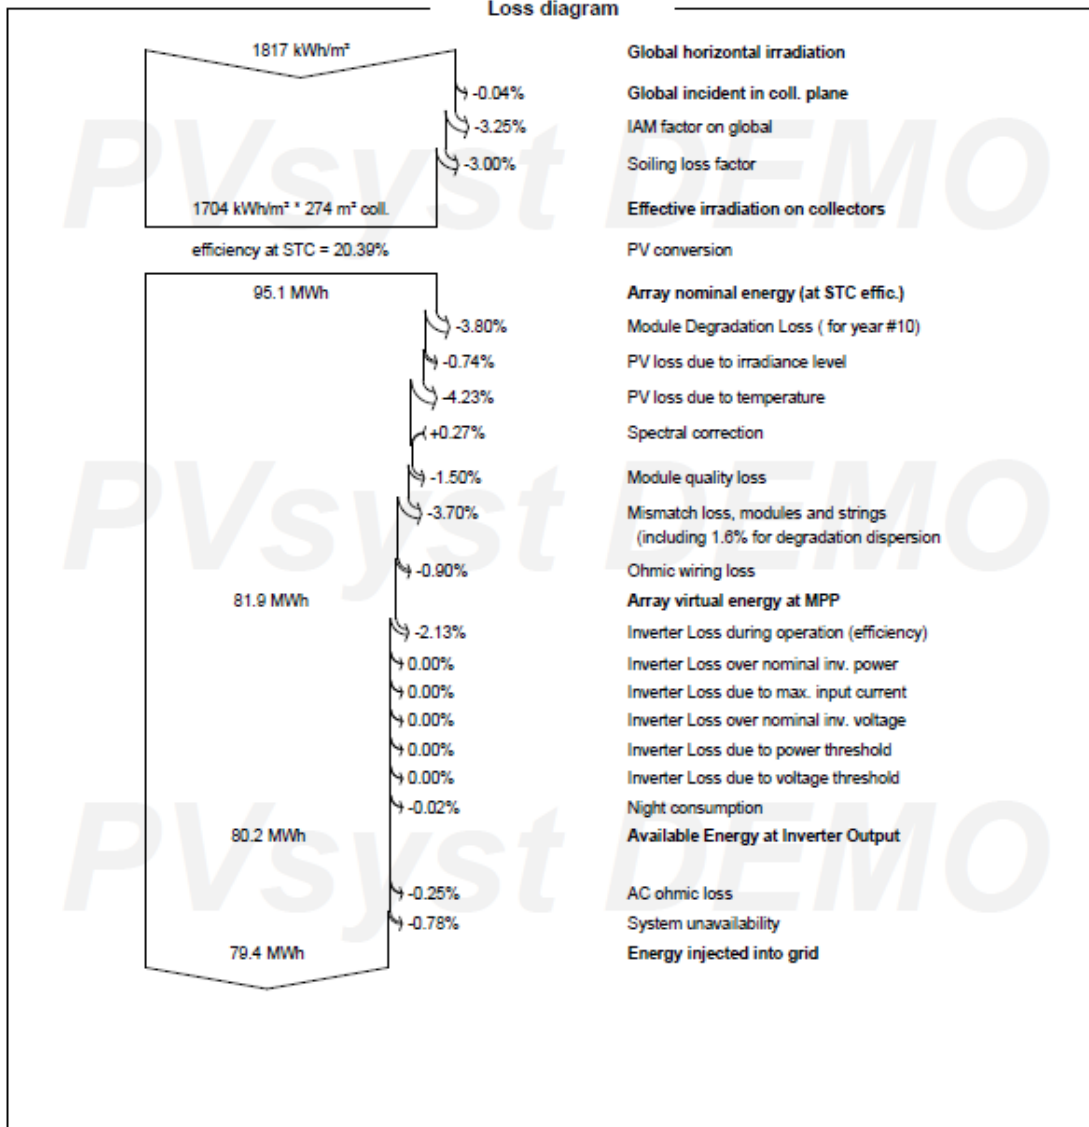 Loss diagram
1817 kWh/m² Global horizontal irradiation
-0.04% Global incident in coll. plane
-3.25% IAM factor on global
-3.00% Soiling loss factor
1704 kWh/m² * 274 m² coll. Effective irradiation on collectors
efficiency at STC = 20.39% PV conversion
95.1 MWh Array nominal energy (at STC effic.)
-3.80% Module Degradation Loss ( for year #10)
-0.74% PV loss due to irradiance level
-4.23% PV loss due to temperature
+0.27% Spectral correction
-1.50% Module quality loss
-3.70% Mismatch loss, modules and strings
(including 1.6% for degradation dispersion
-0.90% Ohmic wiring loss
81.9 MWh Array virtual energy at MPP
-2.13% Inverter Loss during operation (efficiency)
0.00% Inverter Loss over nominal inv. power
0.00% Inverter Loss due to max. input current
0.00% Inverter Loss over nominal inv. voltage
0.00% Inverter Loss due to power threshold
0.00% Inverter Loss due to voltage threshold
-0.02% Night consumption
80.2 MWh Available Energy at Inverter Output
-0.25% AC ohmic loss
-0.78% System unavailability
79.4 MWh Energy injected into grid
PVsyst DEMO
PVsyst DEMO
PVsyst DEMO